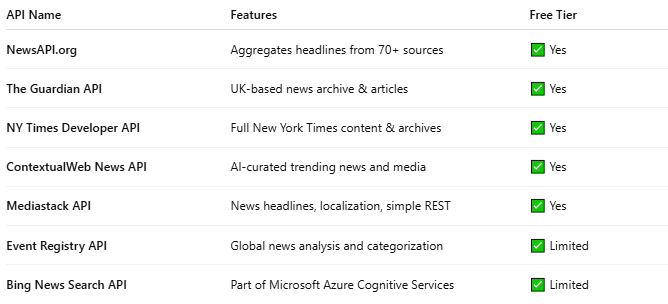 API Name Features Free Tier
NewsAPI.org Aggregates headlines from 70+ sources ✅ Yes
The Guardian API UK-based news archive & articles ✅ Yes
NY Times Developer API Full New York Times content & archives ✅ Yes
ContextualWeb News API AI-curated trending news and media ✅ Yes
Mediastack API News headlines, localization, simple REST ✅ Yes
Event Registry API Global news analysis and categorization ✅ Limited
Bing News Search API Part of Microsoft Azure Cognitive Services ✅ Limited